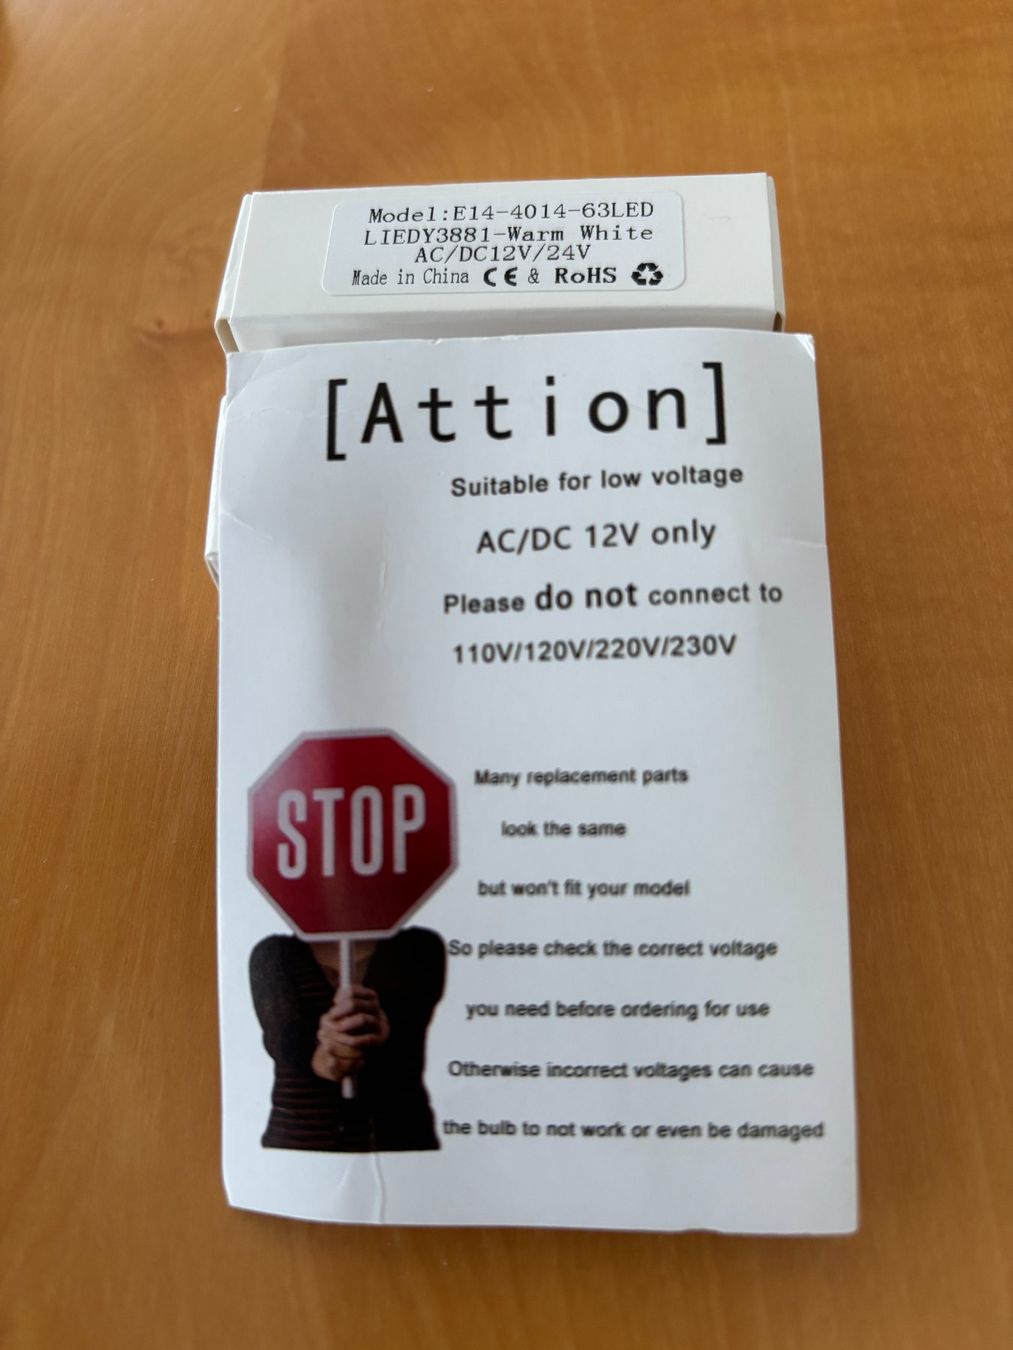 Model:E14-4014-63LED
LIEDY3881-Warm White
AC/DC12V/24V
Made in China CE & RoHS
[Attion]
Suitable for low voltage
AC/DC 12V only
Please do not connect to
110V/120V/220V/230V
STOP
Many replacement parts
look the same
but won't fit your model
So please check the correct voltage
you need before ordering for use
Otherwise incorrect voltages can cause
the bulb to not work or even be damaged